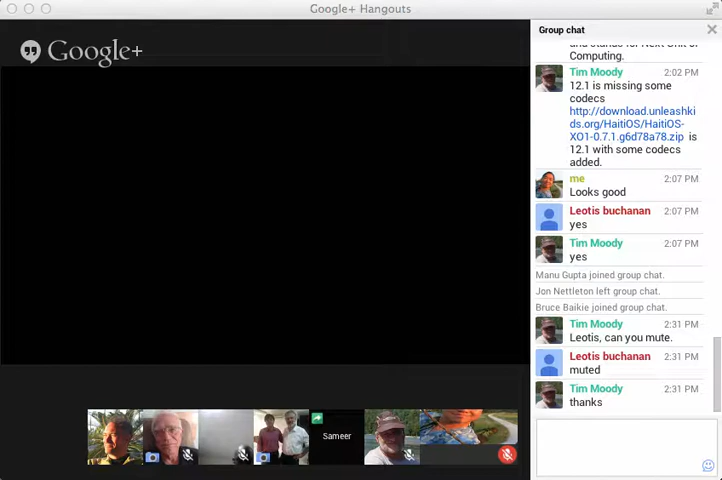 Google+ Hangouts
Google+
Group chat
and stands for Next Unit of
Computing.
Tim Moody 2:02 PM
12.1 is missing some
codecs
http://download.unleashki
ds.org/HaitiOS/HaitiOS-
XO1-0.7.1.g6d78a78.zip is
12.1 with some codecs
added.
me 2:07 PM
Looks good
Leotis buchanan 2:07 PM
yes
Tim Moody 2:07 PM
yes
Manu Gupta joined group chat.
Jon Nettleton left group chat.
Bruce Baikie joined group chat.
Tim Moody 2:31 PM
Leotis, can you mute.
Leotis buchanan 2:31 PM
muted
Tim Moody 2:31 PM
thanks
Sameer